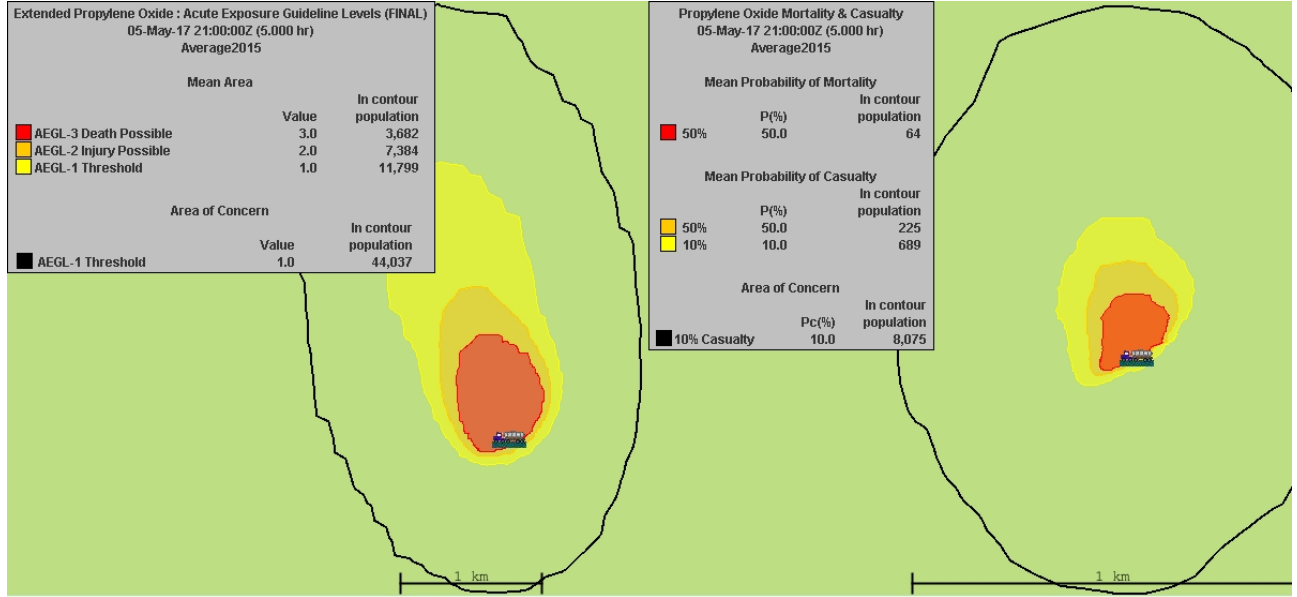 Extended Propylene Oxide : Acute Exposure Guideline Levels (FINAL)
05-May-17 21:00:00Z (5.000 hr)
Average2015
Mean Area
In contour
Value population
AEGL-3 Death Possible 3.0 3,682
AEGL-2 Injury Possible 2.0 7,384
AEGL-1 Threshold 1.0 11,799
Area of Concern
In contour
Value population
AEGL-1 Threshold 1.0 44,037
1 km
Propylene Oxide Mortality & Casualty
05-May-17 21:00:00Z (5.000 hr)
Average2015
Mean Probability of Mortality
In contour
P(%) population
50% 50.0 64
Mean Probability of Casualty
In contour
P(%) population
50% 50.0 225
10% 10.0 689
Area of Concern
In contour
Pc(%) population
10% Casualty 10.0 8,075
1 km